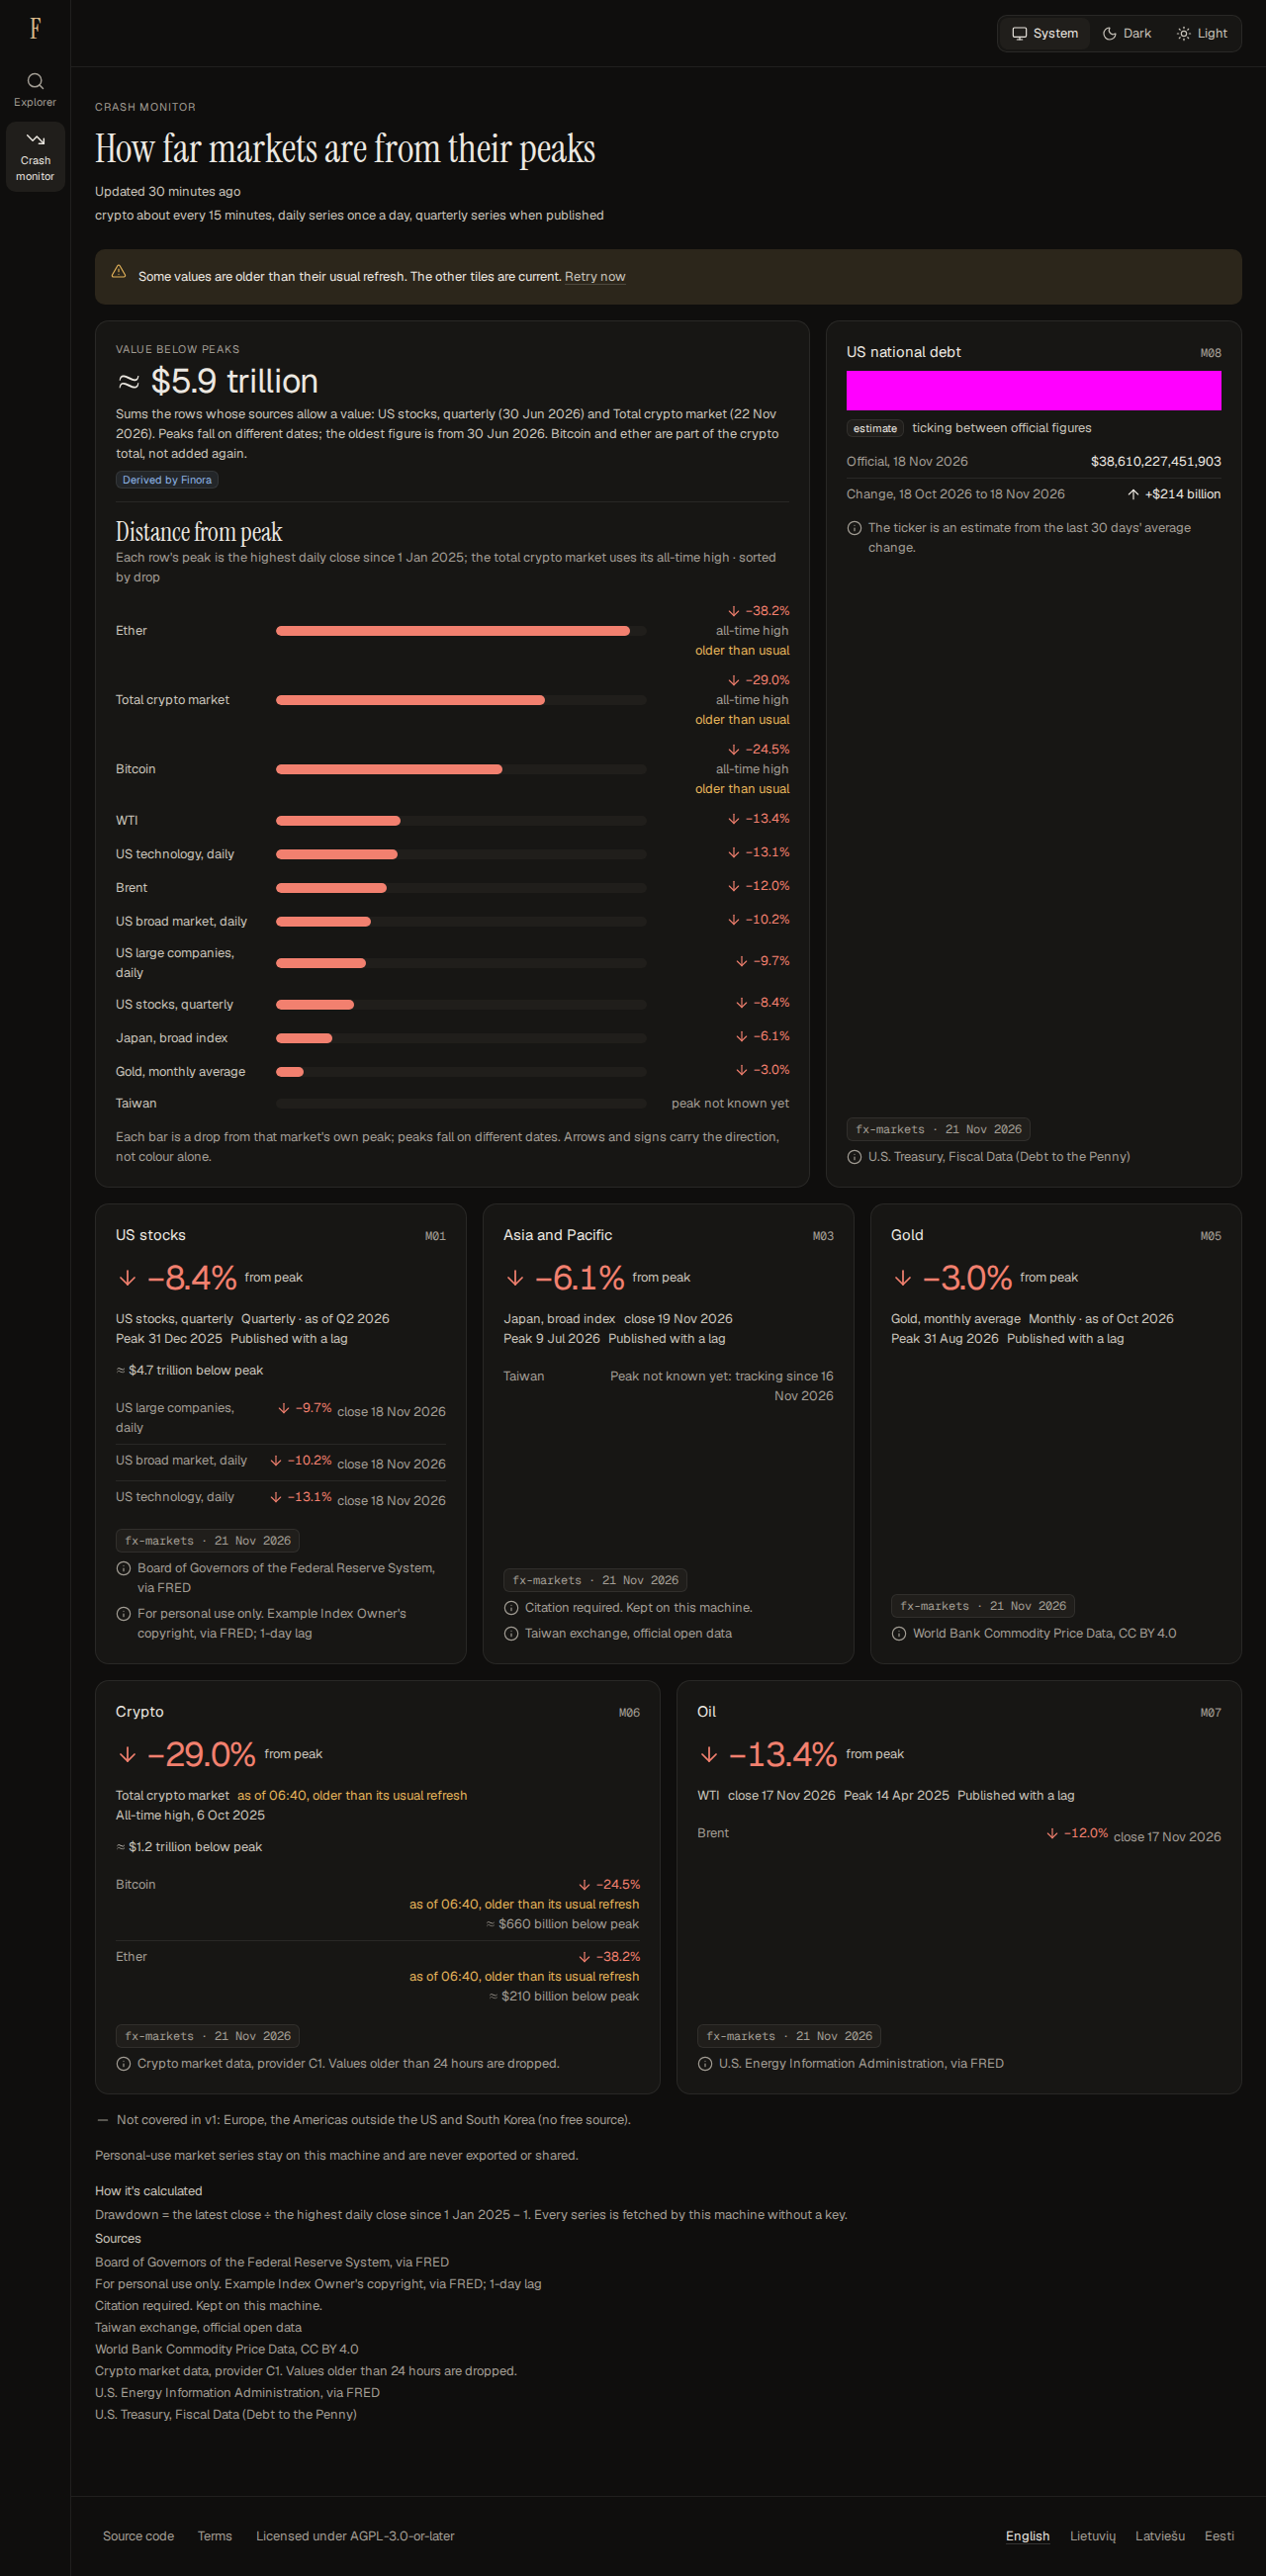 F
System Dark Light
Explorer
Crash
monitor
CRASH MONITOR
How far markets are from their peaks
Updated 30 minutes ago
crypto about every 15 minutes, daily series once a day, quarterly series when published
Some values are older than their usual refresh. The other tiles are current. Retry now
VALUE BELOW PEAKS
≈ $5.9 trillion
Sums the rows whose sources allow a value: US stocks, quarterly (30 Jun 2026) and Total crypto market (22 Nov
2026). Peaks fall on different dates; the oldest figure is from 30 Jun 2026. Bitcoin and ether are part of the crypto
total, not added again.
Derived by Finora
Distance from peak
Each row's peak is the highest daily close since 1 Jan 2025; the total crypto market uses its all-time high · sorted
by drop
Ether
↓ −38.2%
all-time high
older than usual
Total crypto market
↓ −29.0%
all-time high
older than usual
Bitcoin
↓ −24.5%
all-time high
older than usual
WTI ↓ −13.4%
US technology, daily ↓ −13.1%
Brent ↓ −12.0%
US broad market, daily ↓ −10.2%
US large companies,
daily
↓ −9.7%
US stocks, quarterly ↓ −8.4%
Japan, broad index ↓ −6.1%
Gold, monthly average ↓ −3.0%
Taiwan peak not known yet
Each bar is a drop from that market's own peak; peaks fall on different dates. Arrows and signs carry the direction,
not colour alone.
US national debt M08
estimate ticking between official figures
Official, 18 Nov 2026 $38,610,227,451,903
Change, 18 Oct 2026 to 18 Nov 2026 ↑ +$214 billion
The ticker is an estimate from the last 30 days' average
change.
fx-markets · 21 Nov 2026
U.S. Treasury, Fiscal Data (Debt to the Penny)
US stocks M01
↓ −8.4% from peak
US stocks, quarterly Quarterly · as of Q2 2026
Peak 31 Dec 2025 Published with a lag
≈ $4.7 trillion below peak
US large companies,
daily
↓ −9.7% close 18 Nov 2026
US broad market, daily ↓ −10.2% close 18 Nov 2026
US technology, daily ↓ −13.1% close 18 Nov 2026
fx-markets · 21 Nov 2026
Board of Governors of the Federal Reserve System,
via FRED
For personal use only. Example Index Owner's
copyright, via FRED; 1-day lag
Asia and Pacific M03
↓ −6.1% from peak
Japan, broad index close 19 Nov 2026
Peak 9 Jul 2026 Published with a lag
Taiwan Peak not known yet: tracking since 16
Nov 2026
fx-markets · 21 Nov 2026
Citation required. Kept on this machine.
Taiwan exchange, official open data
Gold M05
↓ −3.0% from peak
Gold, monthly average Monthly · as of Oct 2026
Peak 31 Aug 2026 Published with a lag
fx-markets · 21 Nov 2026
World Bank Commodity Price Data, CC BY 4.0
Crypto M06
↓ −29.0% from peak
Total crypto market as of 06:40, older than its usual refresh
All-time high, 6 Oct 2025
≈ $1.2 trillion below peak
Bitcoin ↓ −24.5%
as of 06:40, older than its usual refresh
≈ $660 billion below peak
Ether ↓ −38.2%
as of 06:40, older than its usual refresh
≈ $210 billion below peak
fx-markets · 21 Nov 2026
Crypto market data, provider C1. Values older than 24 hours are dropped.
Oil M07
↓ −13.4% from peak
WTI close 17 Nov 2026 Peak 14 Apr 2025 Published with a lag
Brent ↓ −12.0% close 17 Nov 2026
fx-markets · 21 Nov 2026
U.S. Energy Information Administration, via FRED
— Not covered in v1: Europe, the Americas outside the US and South Korea (no free source).
Personal-use market series stay on this machine and are never exported or shared.
How it's calculated
Drawdown = the latest close ÷ the highest daily close since 1 Jan 2025 − 1. Every series is fetched by this machine without a key.
Sources
Board of Governors of the Federal Reserve System, via FRED
For personal use only. Example Index Owner's copyright, via FRED; 1-day lag
Citation required. Kept on this machine.
Taiwan exchange, official open data
World Bank Commodity Price Data, CC BY 4.0
Crypto market data, provider C1. Values older than 24 hours are dropped.
U.S. Energy Information Administration, via FRED
U.S. Treasury, Fiscal Data (Debt to the Penny)
Source code Terms Licensed under AGPL-3.0-or-later
English Lietuvių Latviešu Eesti